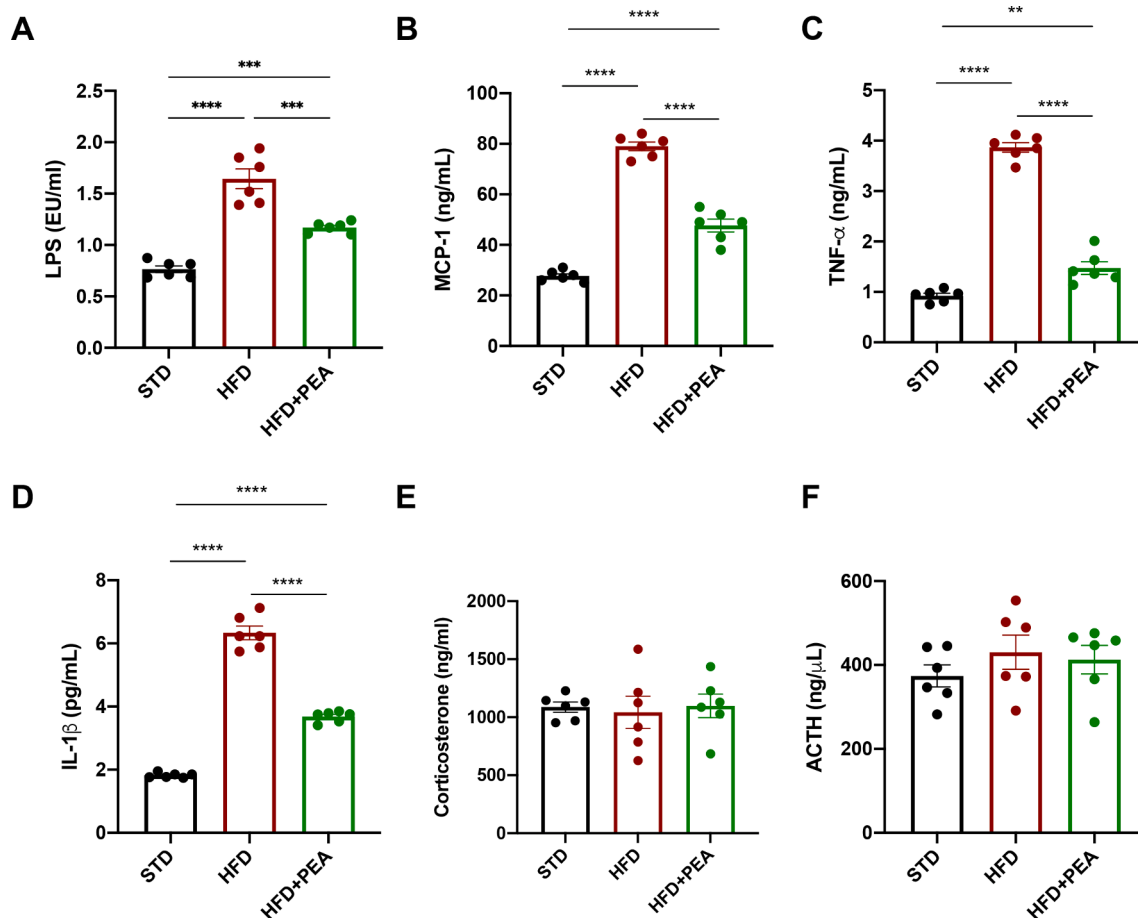 A
***
****
***
2.5
2.0
1.5
1.0
0.5
0.0
LPS (EU/ml)
STD
HFD
HFD+PEA
B
****
****
****
100
80
60
40
20
0
MCP-1 (ng/mL)
STD
HFD
HFD+PEA
C
**
****
****
5
4
3
2
1
0
TNF-α (ng/mL)
STD
HFD
HFD+PEA
D
****
****
****
8
6
4
2
0
IL-1β (pg/mL)
STD
HFD
HFD+PEA
E
2000
1500
1000
500
0
Corticosterone (ng/ml)
STD
HFD
HFD+PEA
F
600
400
200
0
ACTH (ng/μL)
STD
HFD
HFD+PEA